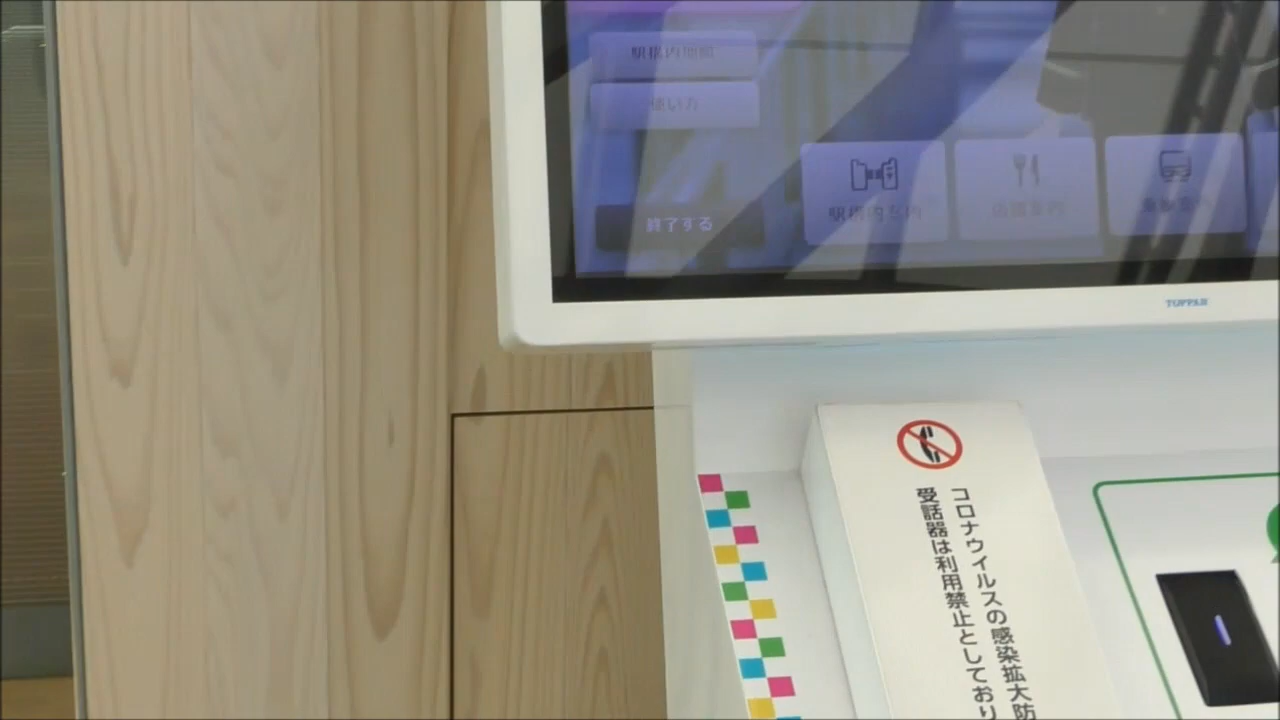 駅構内地図
使い方
終了する
駅構内案内
店舗案内
TOPPAN
コロナウイルスの感染拡大防
受話器は利用禁止としており